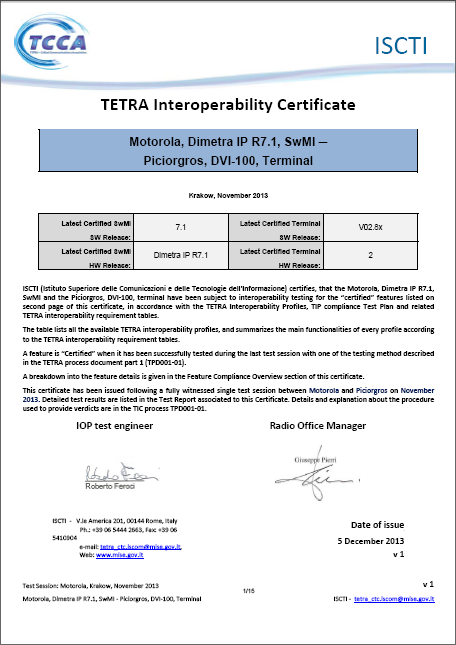 TCCA
TETRA + Critical Communications Association
ISCTI
TETRA Interoperability Certificate
Motorola, Dimetra IP R7.1, SwMI —
Piciorgros, DVI-100, Terminal
Krakow, November 2013
Latest Certified SwMI
SW Release:
7.1
Latest Certified Terminal
SW Release:
V02.8x
Latest Certified SwMI
HW Release:
Dimetra IP R7.1
Latest Certified Terminal
HW Release:
2
ISCTI (Istituto Superiore delle Comunicazioni e delle Tecnologie dell'Informazione) certifies, that the Motorola, Dimetra IP R7.1,
SwMI and the Piciorgros, DVI-100, terminal have been subject to interoperability testing for the "certified" features listed on
second page of this certificate, in accordance with the TETRA Interoperability Profiles, TIP compliance Test Plan and related
TETRA interoperability requirement tables.
The table lists all the available TETRA interoperability profiles, and summarizes the main functionalities of every profile according
to the TETRA interoperability requirement tables.
A feature is "Certified" when it has been successfully tested during the last test session with one of the testing method described
in the TETRA process document part 1 (TPD001-01).
A breakdown into the feature details is given in the Feature Compliance Overview section of this certificate.
This certificate has been issued following a fully witnessed single test session between Motorola and Piciorgros on November
2013. Detailed test results are listed in the Test Report associated to this Certificate. Details and explanation about the procedure
used to provide verdicts are in the TIC process TPD001-01.
IOP test engineer
Radio Office Manager
Giuseppe Pierri
Roberto Feroci
ISCTI - V.le America 201, 00144 Rome, Italy
Ph.: +39 06 5444 2663, Fax: +39 06
5410904
e-mail: tetra_ctc.iscom@mise.gov.it,
Web: www.mise.gov.it
Date of issue
5 December 2013
v 1
v 1
Test Session: Motorola, Krakow, November 2013
1/15
Motorola, Dimetra IP R7.1, SwMI - Piciorgros, DVI-100, Terminal
ISCTI - tetra_ctc.iscom@mise.gov.it